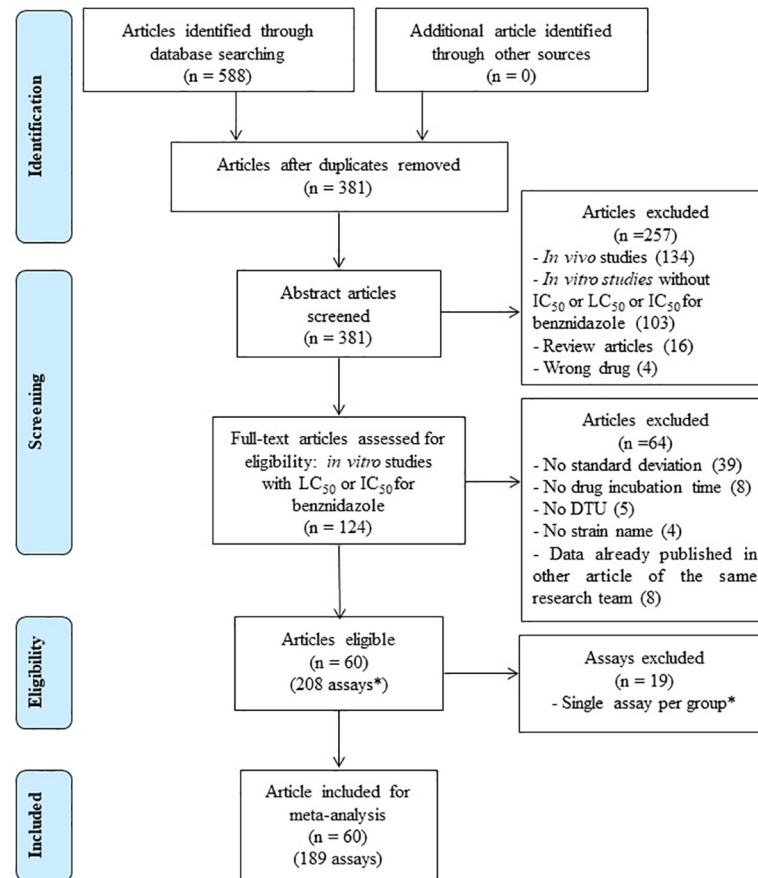 Articles identified through
database searching
(n = 588)
Additional article identified
through other sources
(n = 0)
Identification
Articles after duplicates removed
(n = 381)
Articles excluded
(n =257)
- In vivo studies (134)
- In vitro studies without
IC50 or LC50 or IC50 for
benznidazole (103)
- Review articles (16)
- Wrong drug (4)
Abstract articles
screened
(n = 381)
Screening
Full-text articles assessed for
eligibility: in vitro studies
with LC50 or IC50 for
benznidazole
(n = 124)
Articles excluded
(n =64)
- No standard deviation (39)
- No drug incubation time (8)
- No DTU (5)
- No strain name (4)
- Data already published in
other article of the same
research team (8)
Eligibility
Articles eligible
(n = 60)
(208 assays*)
Assays excluded
(n = 19)
- Single assay per group*
Included
Article included for
meta-analysis
(n = 60)
(189 assays)